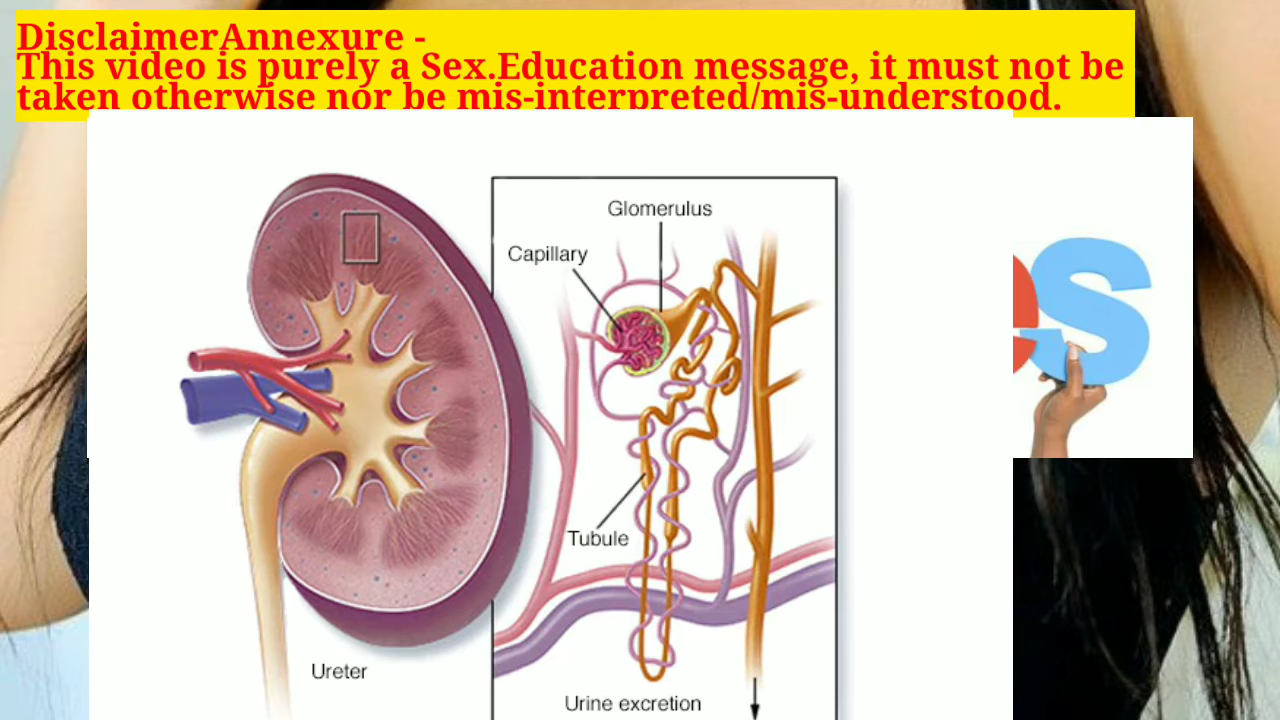 DisclaimerAnnexure -
This video is purely a Sex.Education message, it must not be
taken otherwise nor be mis-interpreted/mis-understood.
Glomerulus
Capillary
S
Tubule
Ureter
Urine excretion